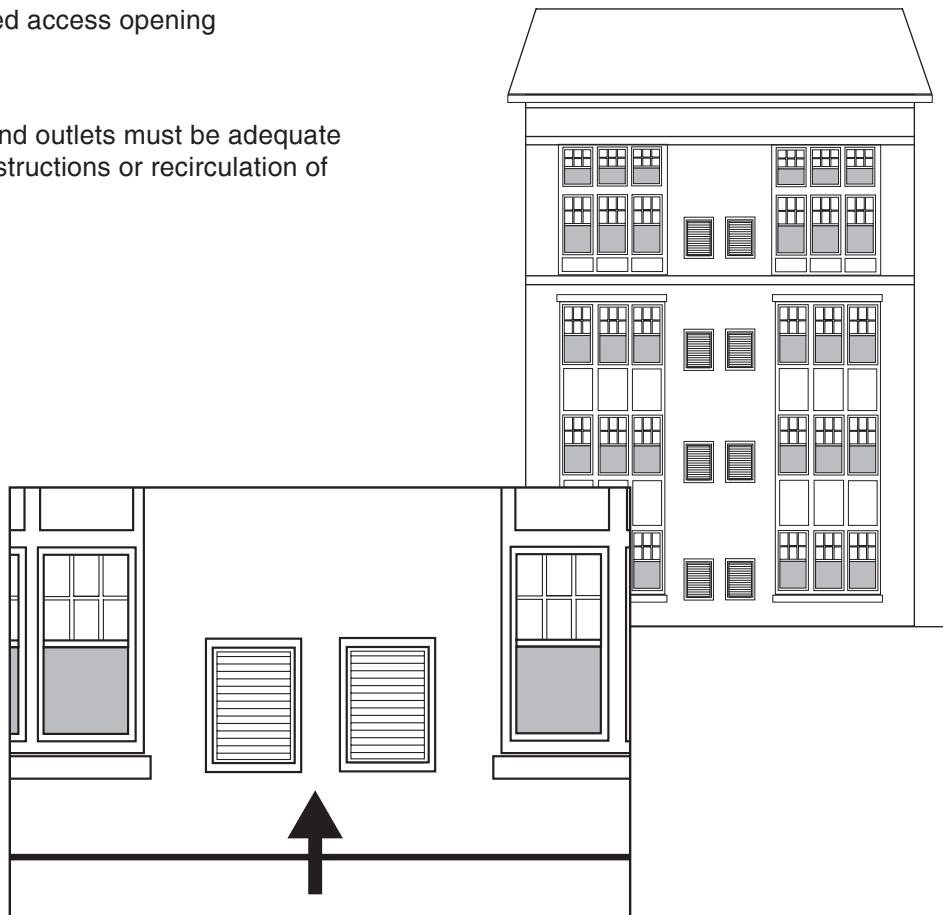 ed access opening
nd outlets must be adequate
structions or recirculation of